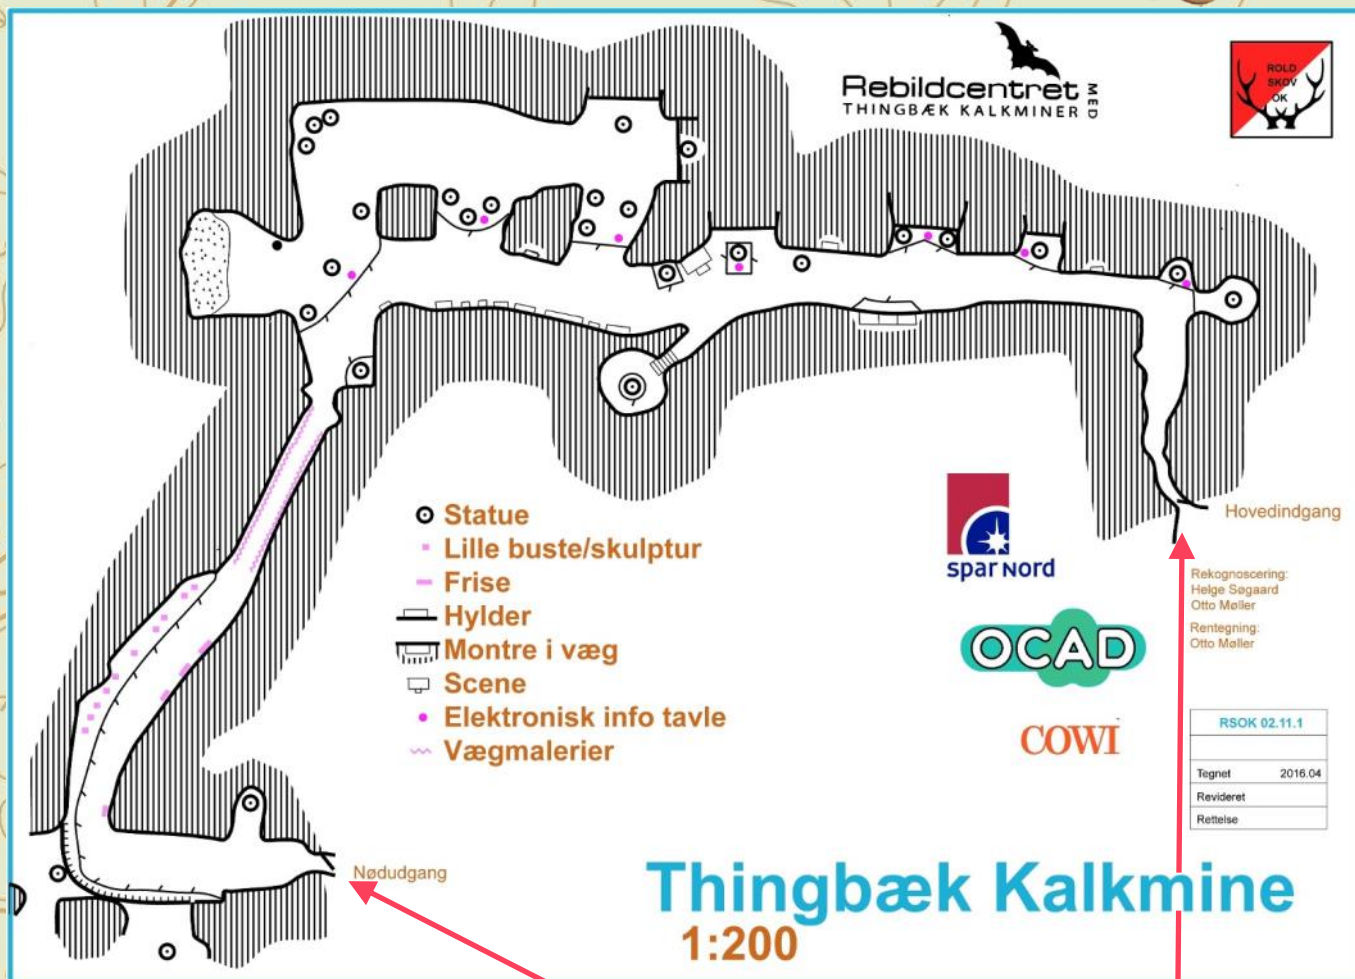 Rebildcentret
MED
THINGBÆK KALKMINER
ROLD
SKOV
OK
Statue
Lille buste/skulptur
Frise
Hylder
Montre i væg
Scene
Elektronisk info tavle
Vægmalerier
Hovedindgang
spar nord
Rekognoscering:
Helge Søgaard
Otto Møller
Rentegning:
Otto Møller
OCAD
COWI
RSOK 02.11.1
Tegnet 2016.04
Revideret
Rettelse
Nødudgang
Thingbæk Kalkmine
1:200